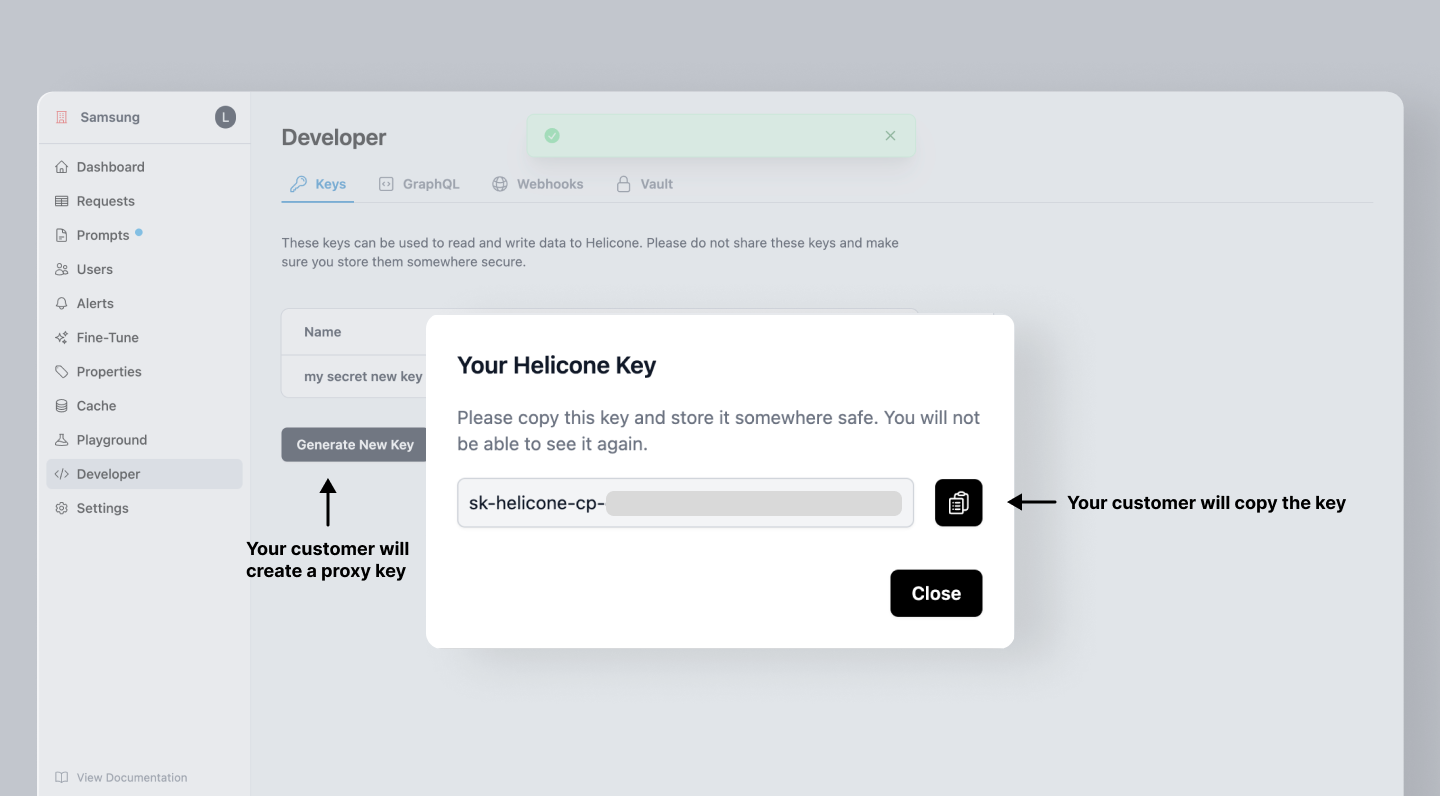 Samsung
L
Dashboard
Requests
Prompts
Users
Alerts
Fine-Tune
Properties
Cache
Playground
Developer
Settings
View Documentation
Developer
Keys
GraphQL
Webhooks
Vault
These keys can be used to read and write data to Helicone. Please do not share these keys and make
sure you store them somewhere secure.
Name
my secret new key
Generate New Key
Your customer will
create a proxy key
Your Helicone Key
Please copy this key and store it somewhere safe. You will not
be able to see it again.
sk-helicone-cp-
Close
Your customer will copy the key